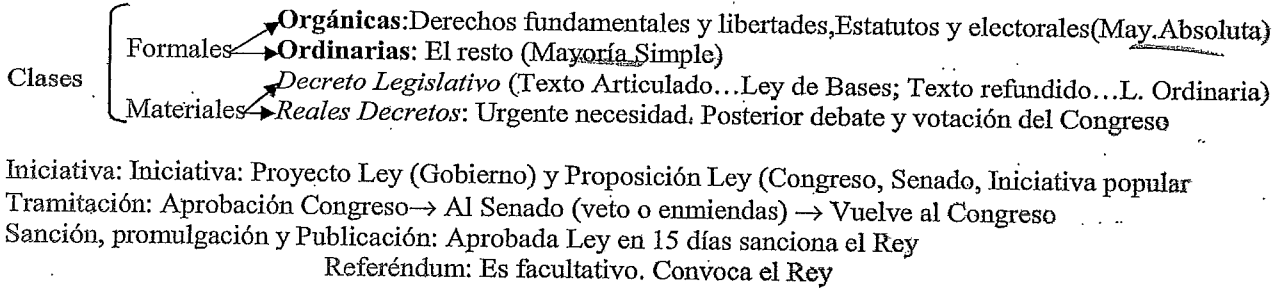 Orgánicas:Derechos fundamentales y libertades,Estatutos y electorales(May.Absoluta)
Formales
Ordinarias: El resto (Mayoría Simple)
Clases
Decreto Legislativo (Texto Articulado...Ley de Bases; Texto refundido...L. Ordinaria)
Materiales
Reales Decretos: Urgente necesidad. Posterior debate y votación del Congreso
Iniciativa: Iniciativa: Proyecto Ley (Gobierno) y Proposición Ley (Congreso, Senado, Iniciativa popular
Tramitación: Aprobación Congreso→ Al Senado (veto o enmiendas) → Vuelve al Congreso
Sanción, promulgación y Publicación: Aprobada Ley en 15 días sanciona el Rey
Referéndum: Es facultativo. Convoca el Rey